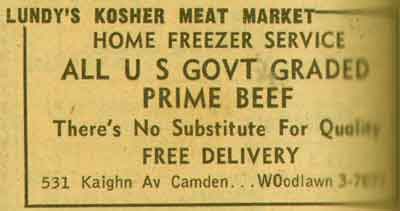 LUNDY'S KOSHER MEAT MARKET
HOME FREEZER SERVICE
ALL U S GOVT GRADED
PRIME BEEF
There's No Substitute For Quality
FREE DELIVERY
531 Kaighn Av Camden...WOodlawn